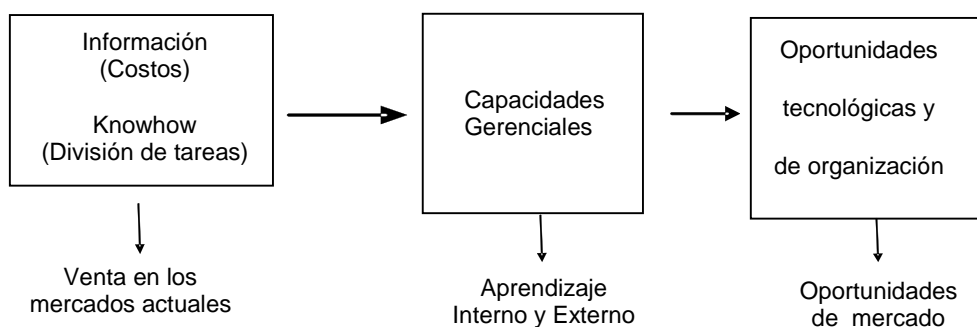 Información
(Costos)
Knowhow
(División de tareas)
Venta en los
mercados actuales
Capacidades
Gerenciales
Aprendizaje
Interno y Externo
Oportunidades
tecnológicas y
de organización
Oportunidades
de mercado